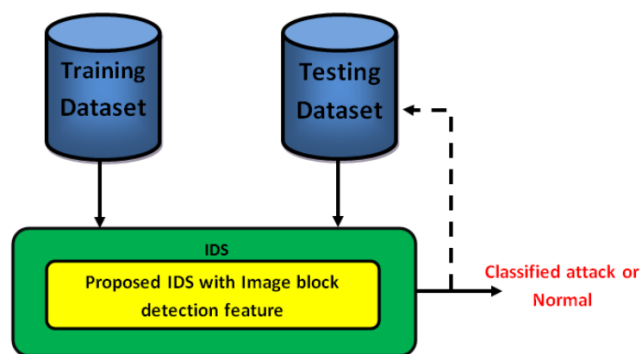 Training
Dataset
Testing
Dataset
IDS
Proposed IDS with Image block
detection feature
Classified attack or
Normal